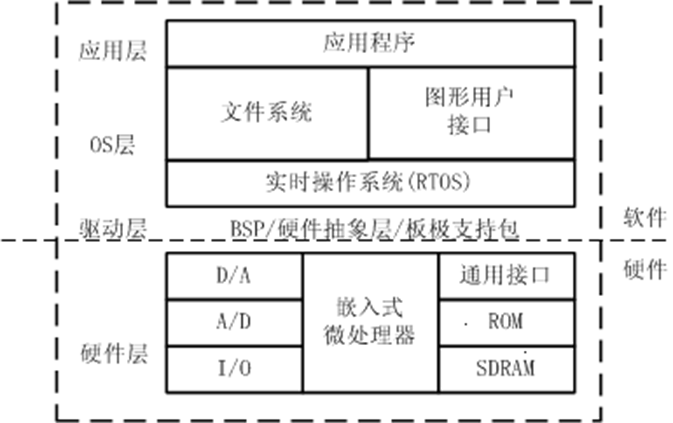 应用层
应用程序
文件系统
图形用户
接口
OS层
实时操作系统(RTOS)
驱动层
BSP/硬件抽象层/板极支持包
软件
硬件
D/A
嵌入式
微处理器
通用接口
A/D
ROM
硬件层
I/O
SDRAM